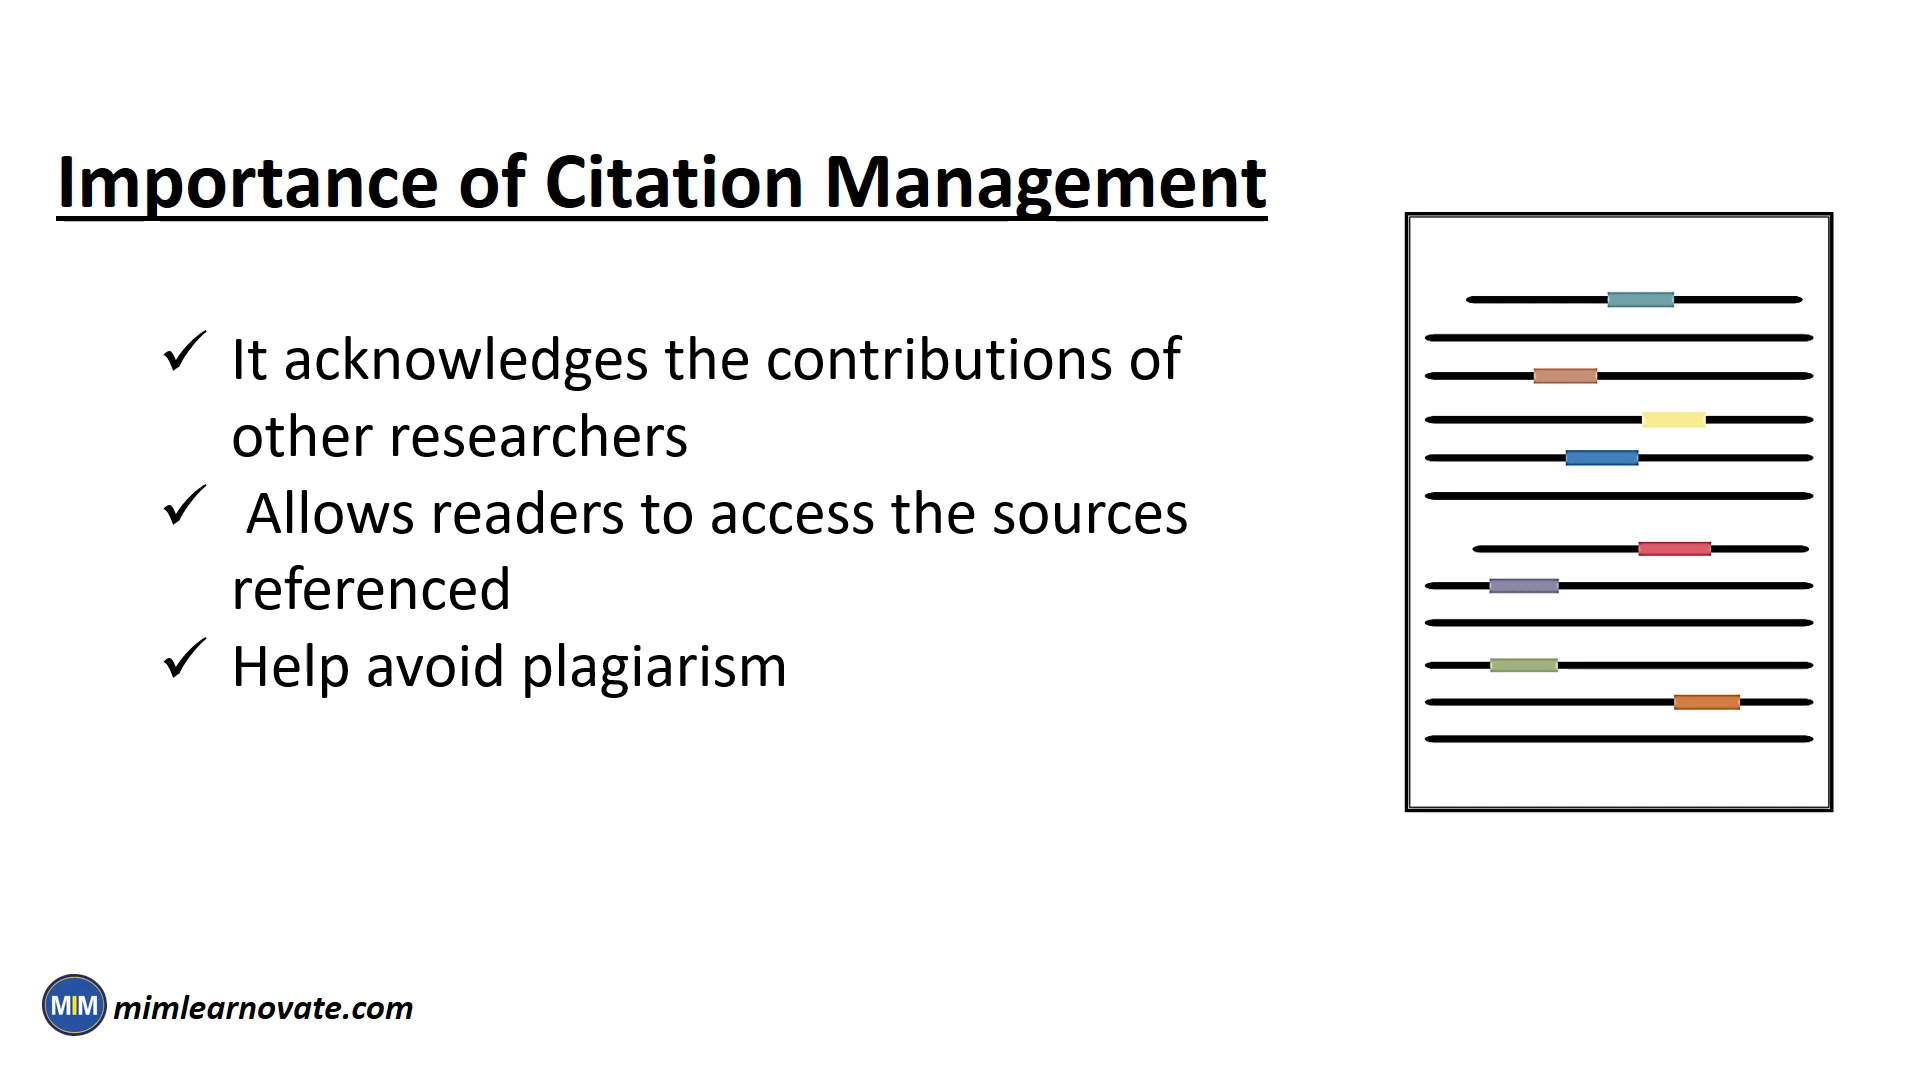 Importance of Citation Management
✓ It acknowledges the contributions of
other researchers
✓ Allows readers to access the sources
referenced
✓ Help avoid plagiarism
MIM mimlearnovate.com